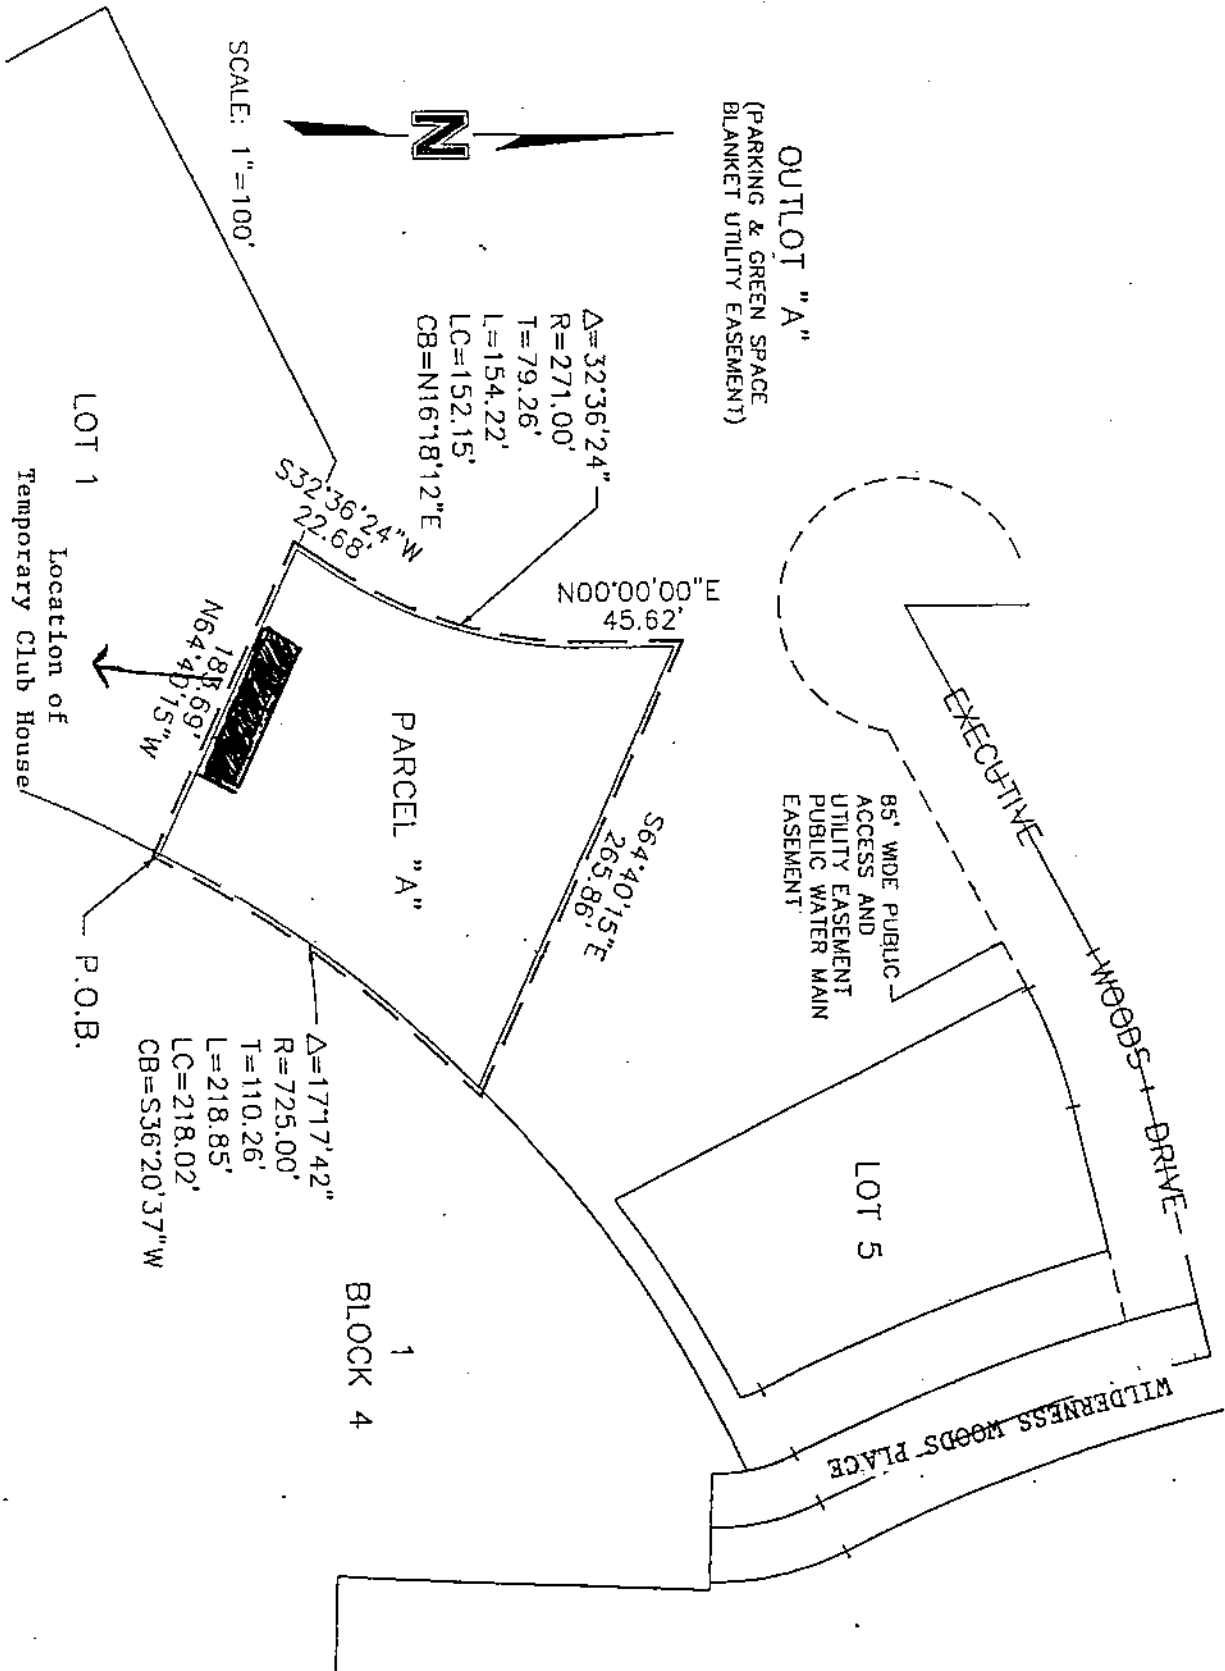 OUTLOT "A"
(PARKING & GREEN SPACE
BLANKET UTILITY EASEMENT)
N
SCALE: 1"=100'
Δ=32°36'24"
R=271.00'
T=79.26'
L=154.22'
LC=152.15'
CB=N16°18'12"E
S32°36'24"W
22.68'
N00°00'00"E
45.62'
EXECUTIVE WOODS DRIVE
85' WIDE PUBLIC
ACCESS AND
UTILITY EASEMENT
PUBLIC WATER MAIN
EASEMENT
S64°40'15"E
265.86'
PARCEL "A"
N64°40'15"W
LOT 1
Location of
Temporary Club House
P.O.B.
Δ=17°17'42"
R=725.00'
T=110.26'
L=218.85'
LC=218.02'
CB=S36°20'37"W
LOT 5
1
BLOCK 4
WILDERNESS WOODS PLACE